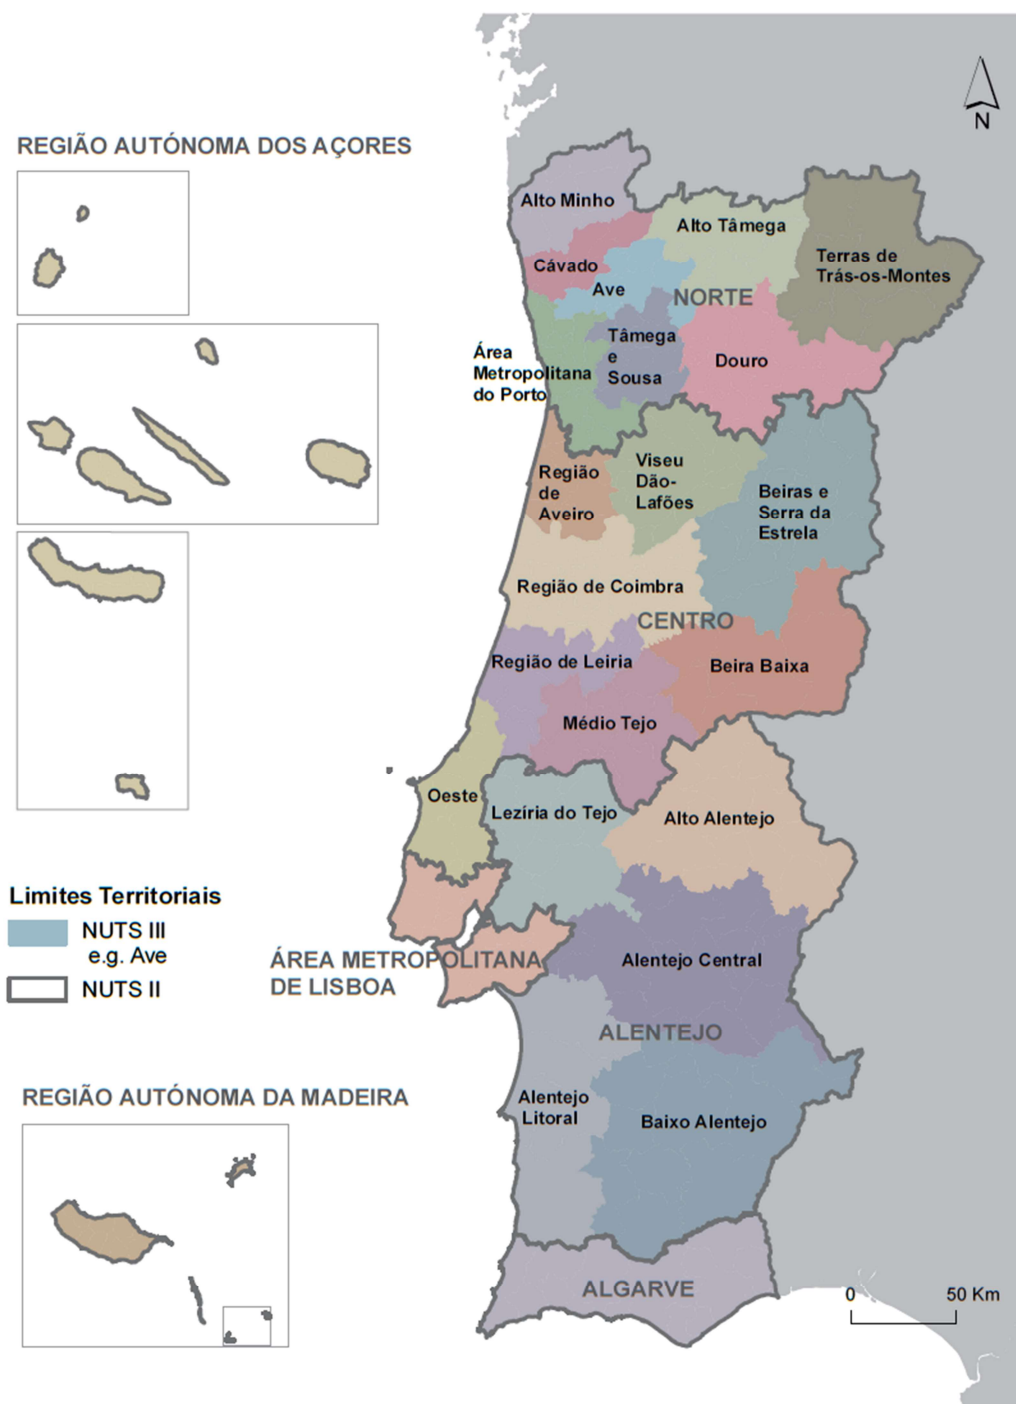 N
REGIÃO AUTÓNOMA DOS AÇORES
Alto Minho
Alto Tâmega
Terras de
Trás-os-Montes
Cávado
Ave
NORTE
Tâmega
e
Sousa
Douro
Área
Metropolitana
do Porto
Região
de
Aveiro
Viseu
Dão-
Lafões
Beiras e
Serra da
Estrela
Região de Coimbra
CENTRO
Região de Leiria
Beira Baixa
Médio Tejo
Oeste
Lezíria do Tejo
Alto Alentejo
Limites Territoriais
NUTS III
e.g. Ave
NUTS II
ÁREA METROPOLITANA
DE LISBOA
Alentejo Central
ALENTEJO
REGIÃO AUTÓNOMA DA MADEIRA
Alentejo
Litoral
Baixo Alentejo
ALGARVE
0 50 Km